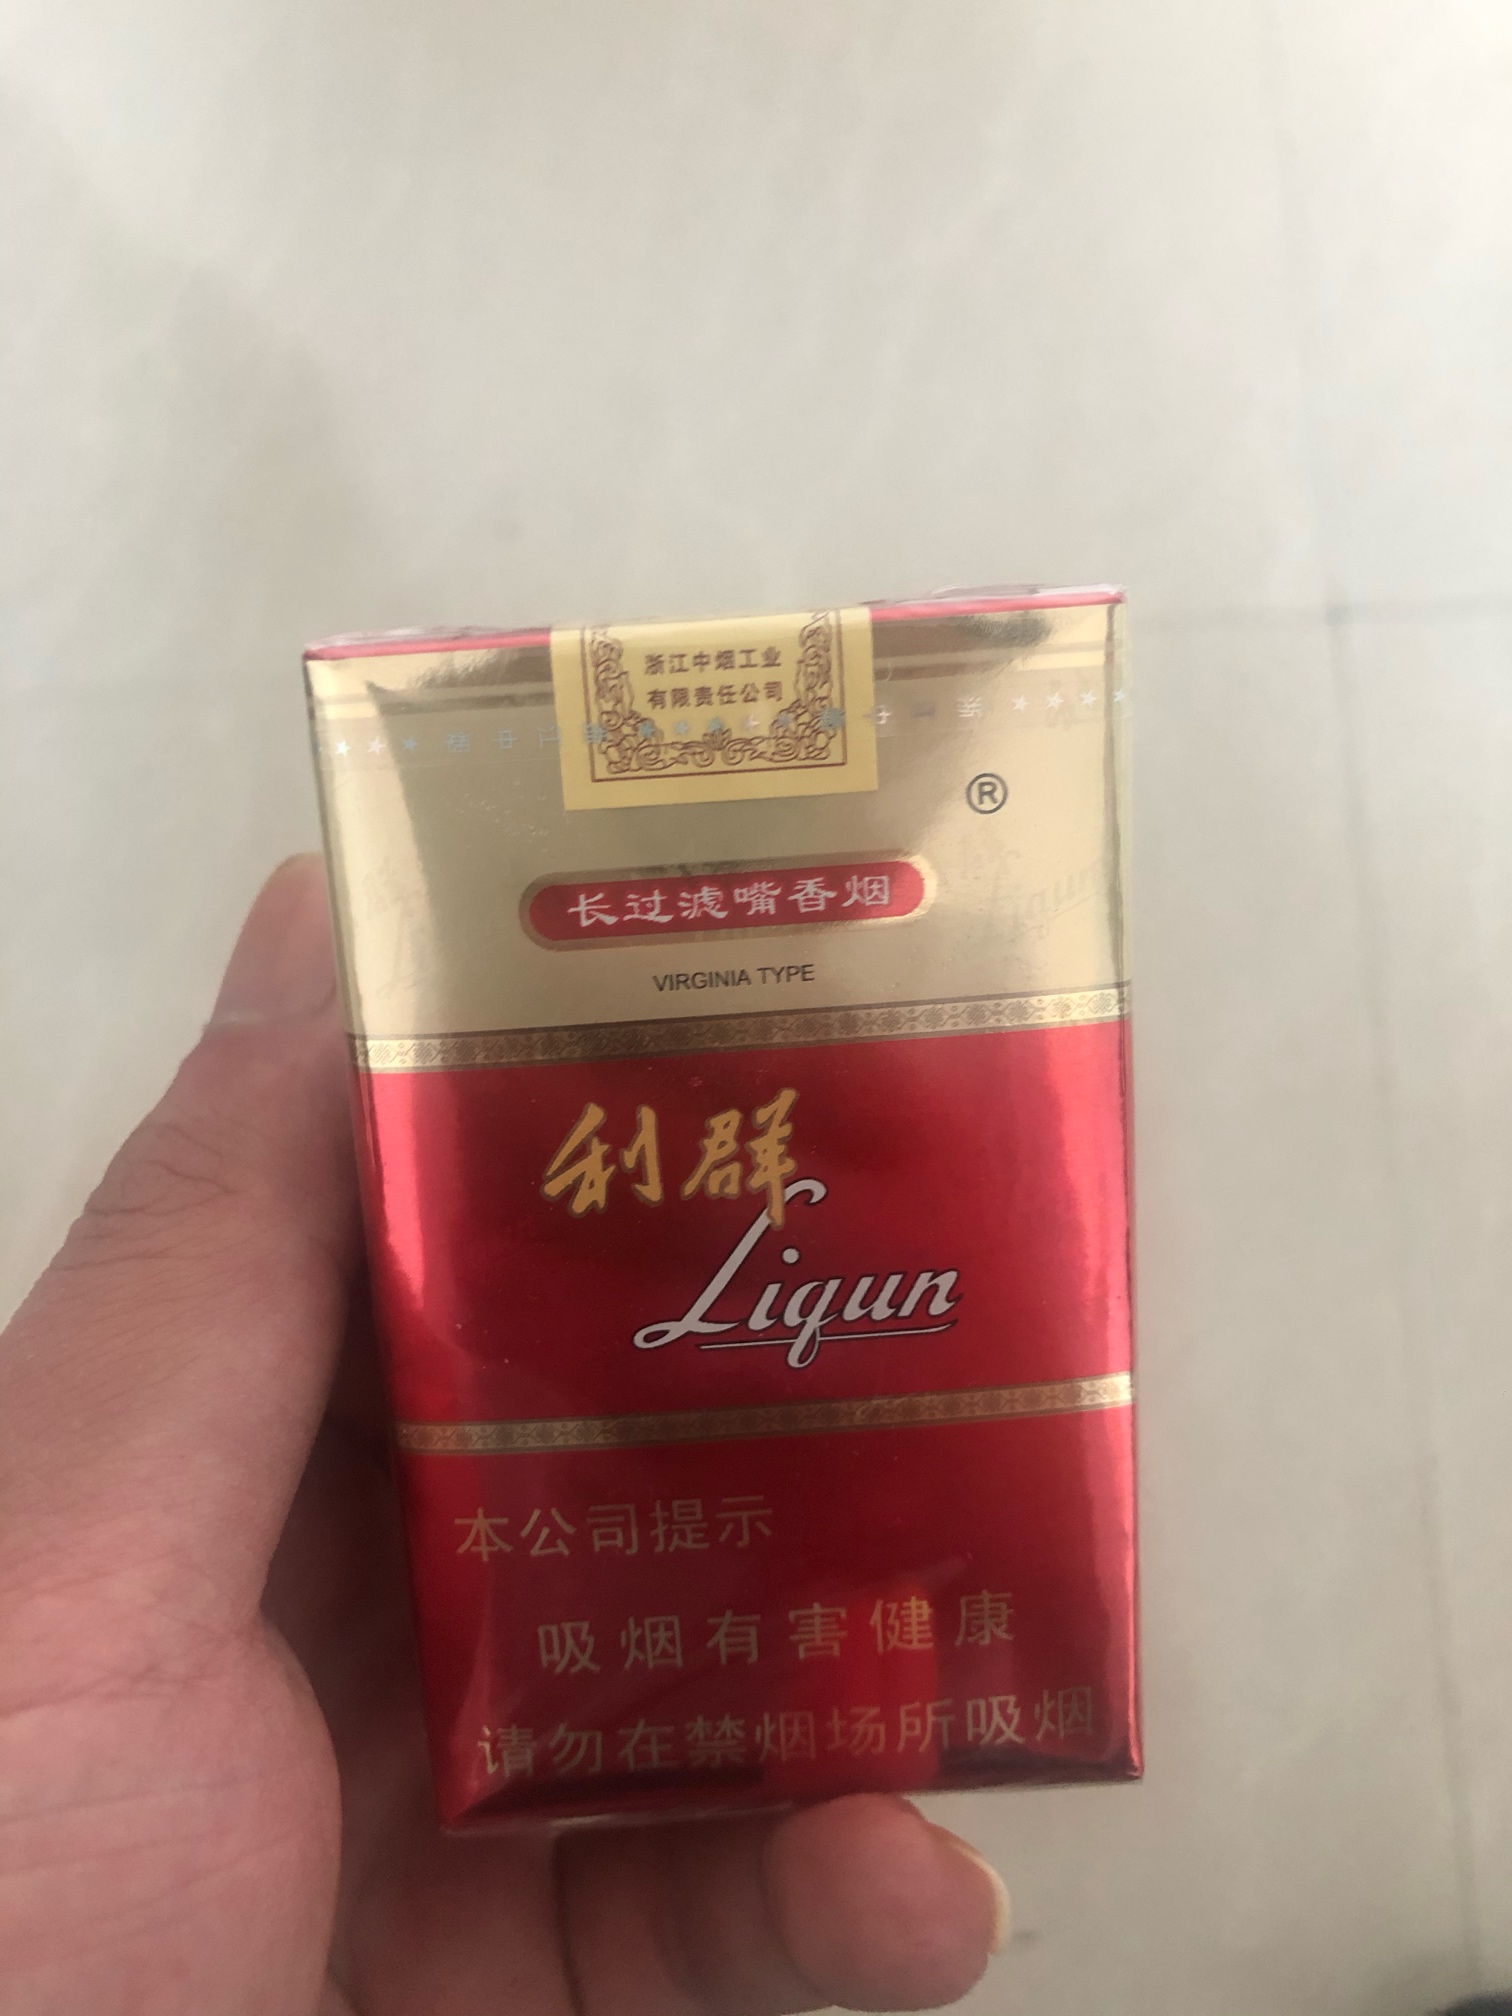 浙江中烟工业
有限责任公司
®
长过滤嘴香烟
VIRGINIA TYPE
利群
Liqun
本公司提示
吸烟有害健康
请勿在禁烟场所吸烟